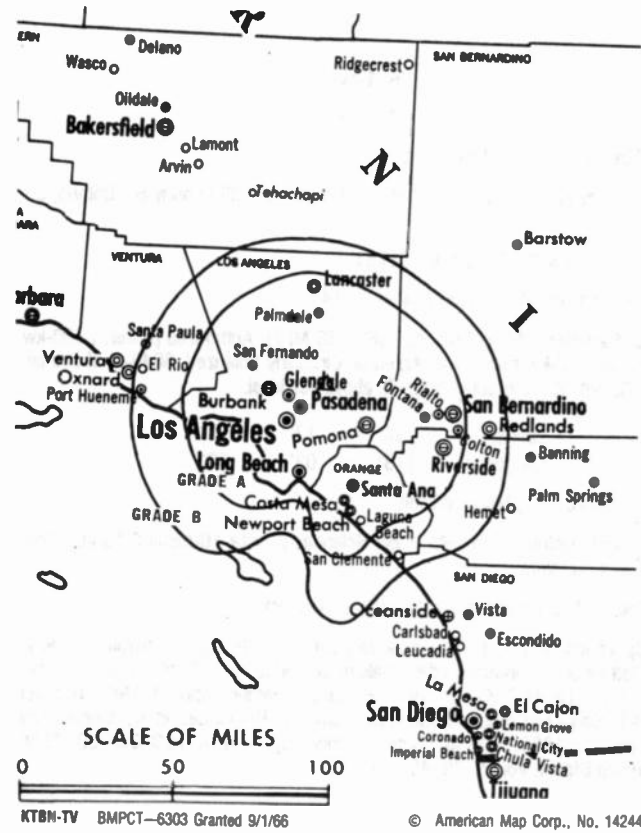 Delano
SAN BERNARDINO
Wasco
Ridgecrest
Oildale
Bakersfield
Lamont
Arvin
N
Tehachapi
Barstow
VENTURA
LOS ANGELES
Lancaster
I
Palmdale
Santa Paula
San Fernando
Ventura
El Rio
Glendale
Rialto
Oxnard
Burbank
Pasadena
Fontana
San Bernardino
Port Hueneme
Redlands
Los Angeles
Pomona
Colton
Long Beach
ORANGE
Riverside
Banning
GRADE A
Santa Ana
Palm Springs
Costa Mesa
GRADE B
Newport Beach
Laguna Beach
Hemet
San Clemente
SAN DIEGO
Oceanside
Vista
Carlsbad
Escondido
Leucadia
La Mesa
El Cajon
San Diego
Lemon Grove
SCALE OF MILES
Coronado
National City
Imperial Beach
Chula Vista
0 50 100
Tijuana
KTBN-TV BMPCT—6303 Granted 9/1/66 © American Map Corp., No. 14244